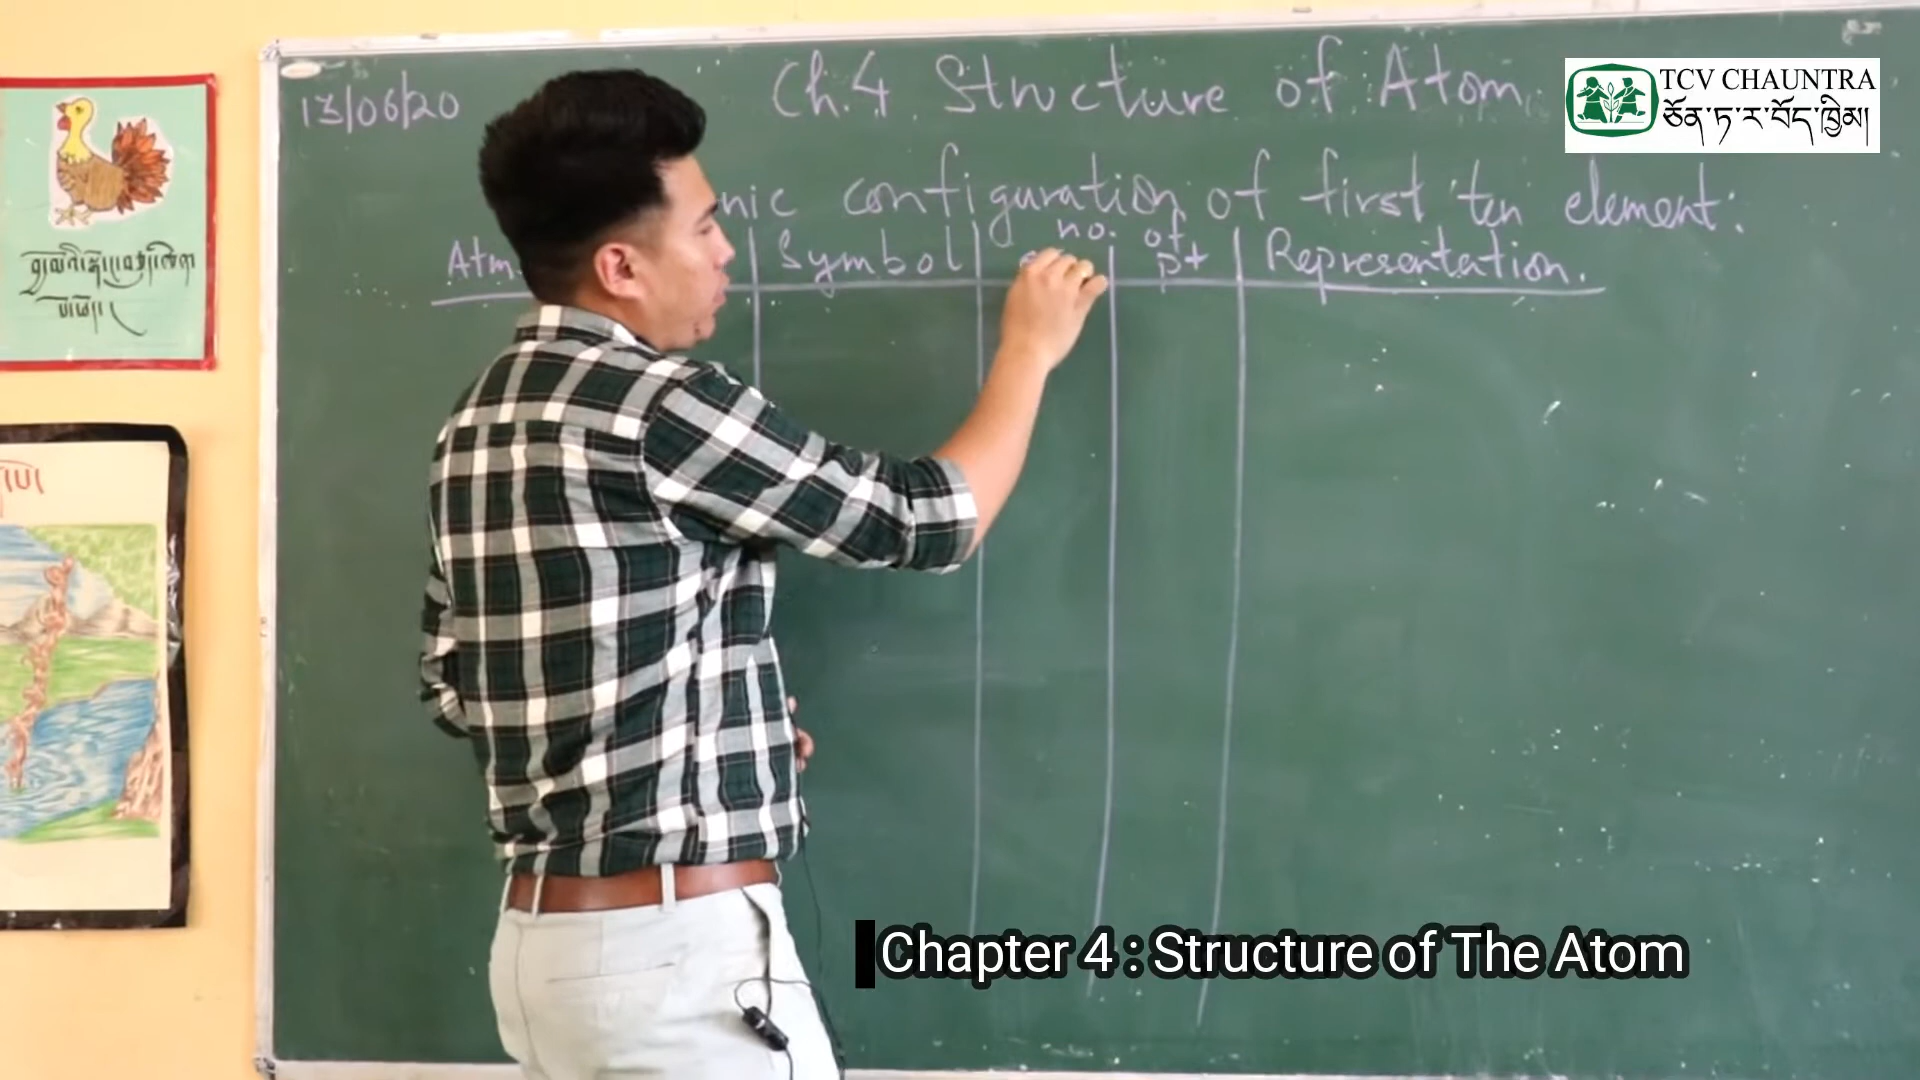 13/06/20
Ch.4 Structure of Atom
TCV CHAUNTRA
ཅོན་ཏ་ར་བོད་ཁྱིམ།
nic configuration of first ten element:
Atm. Symbol no. of p+ Representation.
Chapter 4 : Structure of The Atom